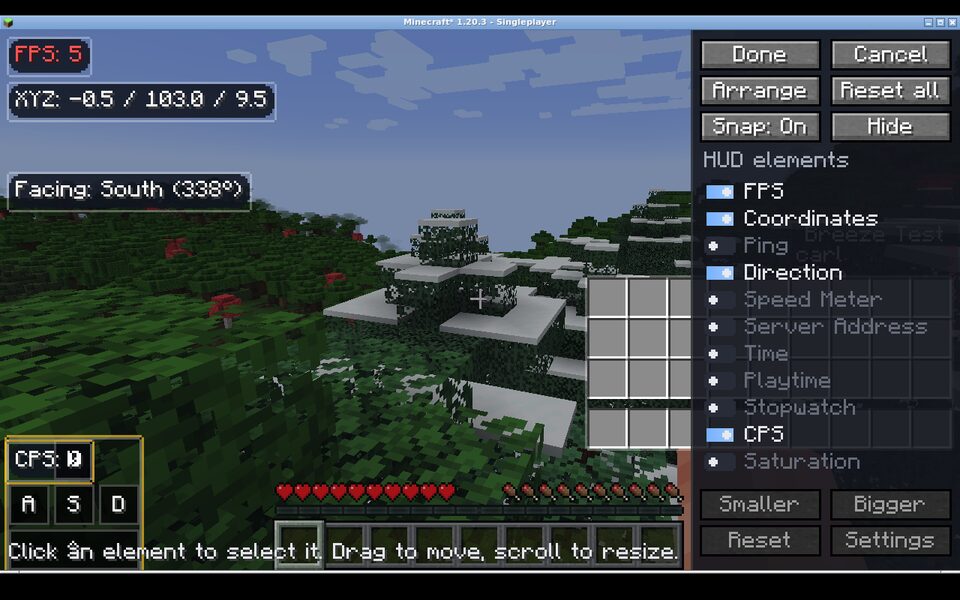 Minecraft* 1.20.3 - Singleplayer
FPS: 5
XYZ: -0.5 / 103.0 / 9.5
Facing: South (338°)
CPS: 0
A S D
Click an element to select it. Drag to move, scroll to resize.
Done Cancel
Arrange Reset all
Snap: On Hide
HUD elements
FPS
Coordinates
Ping
Direction
Speed Meter
Server Address
Time
Playtime
Stopwatch
CPS
Saturation
Smaller Bigger
Reset Settings
Breeze Test
carl